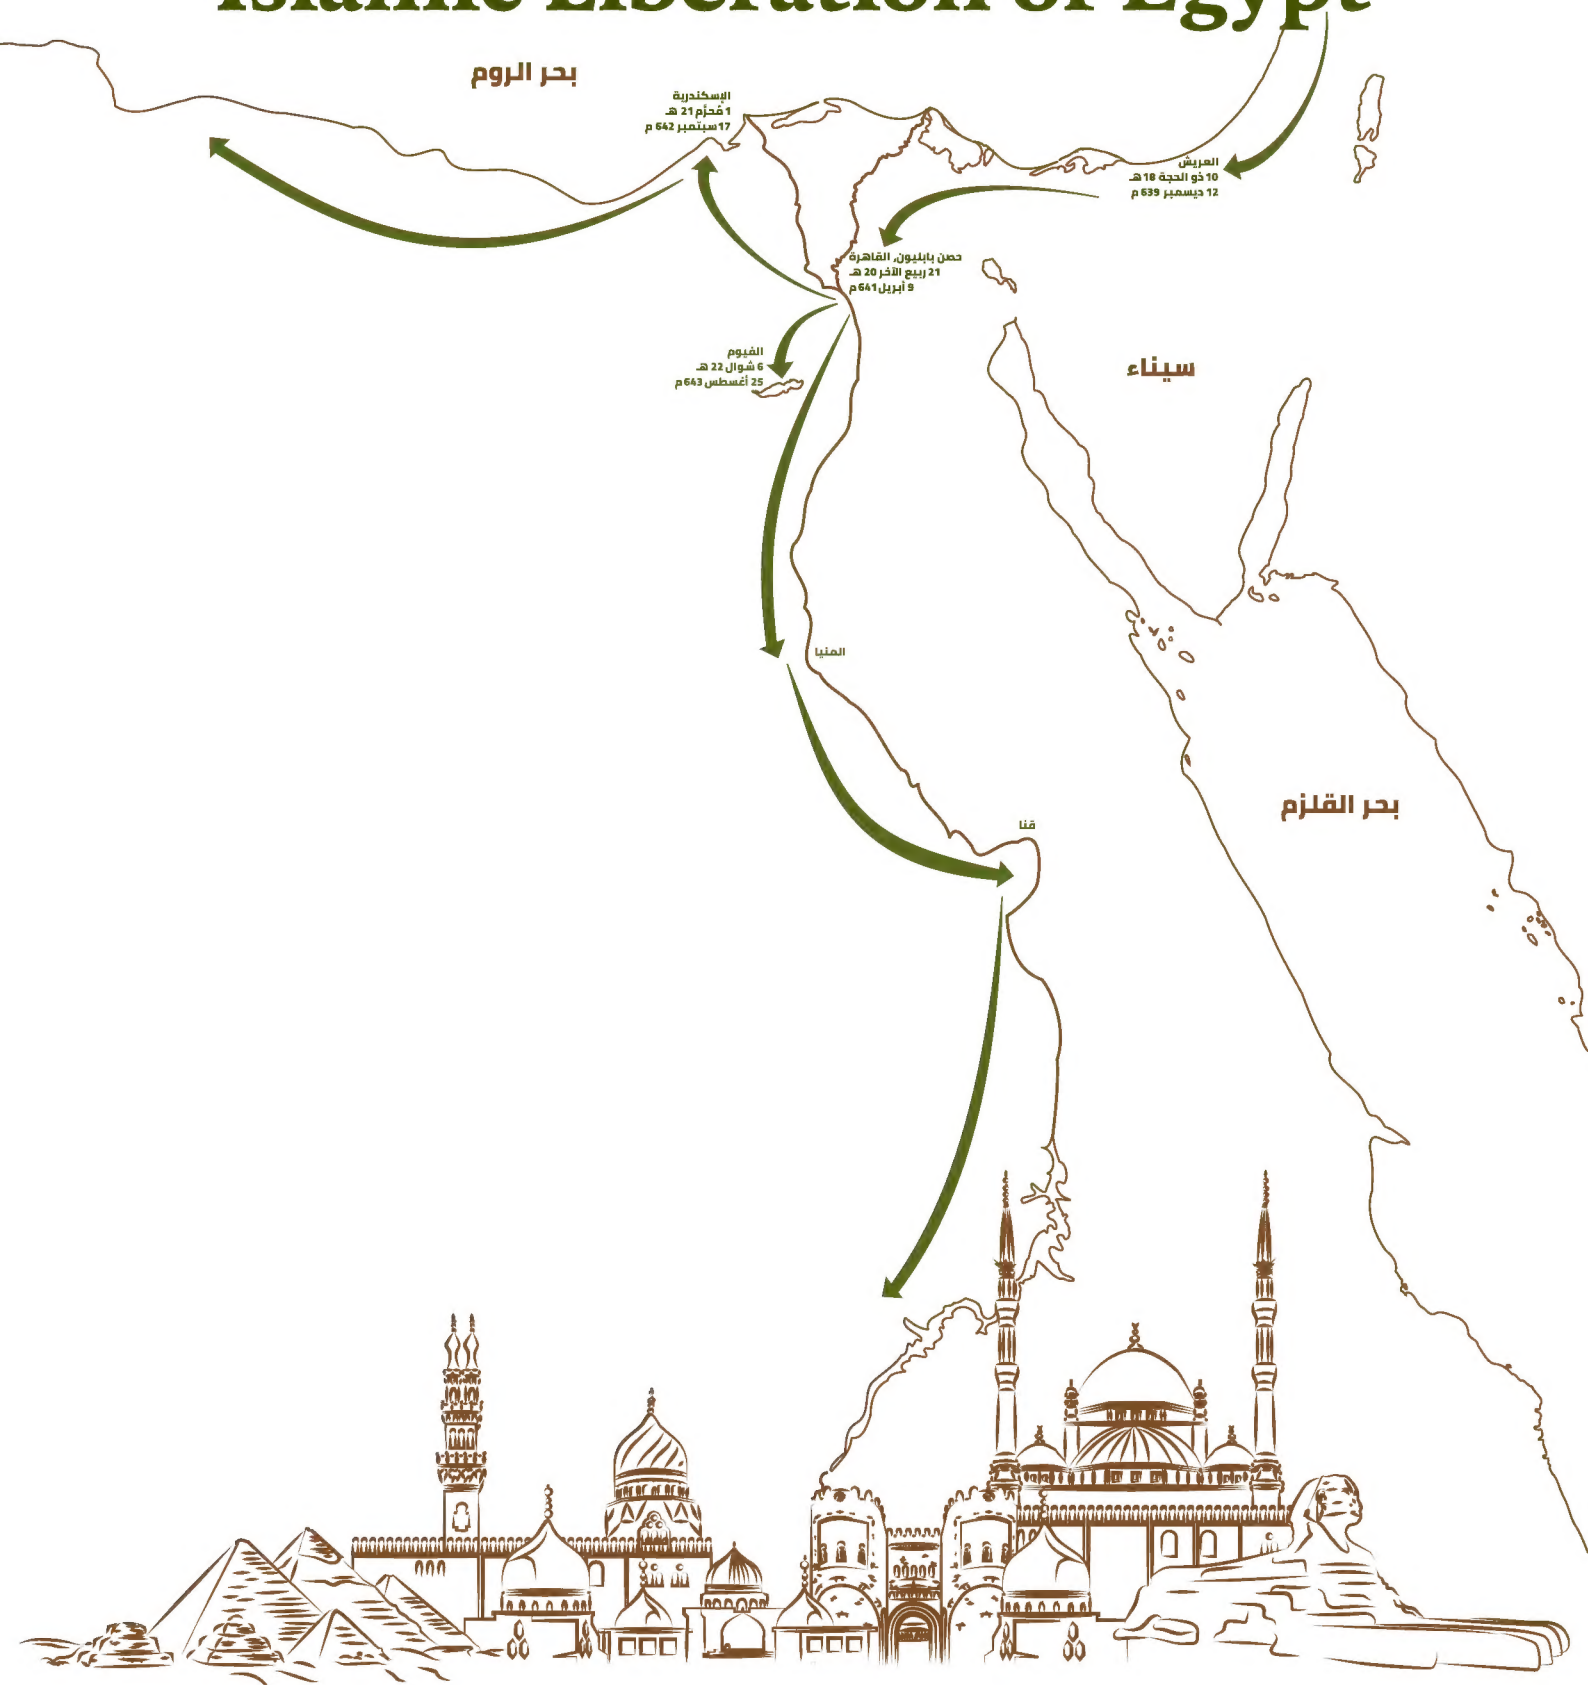 Islamic Liberation of Egypt
بحر الروم
الإسكندرية
1 مُحرَّم 21 هـ
17 سبتمبر 642 م
العريش
10 ذو الحجة 18 هـ
12 ديسمبر 639 م
حصن بابليون, القاهرة
21 ربيع الآخر 20 هـ
9 أبريل 641 م
الفيوم
6 شوال 22 هـ
25 أغسطس 643 م
سيناء
المنيا
بحر القلزم
قنا